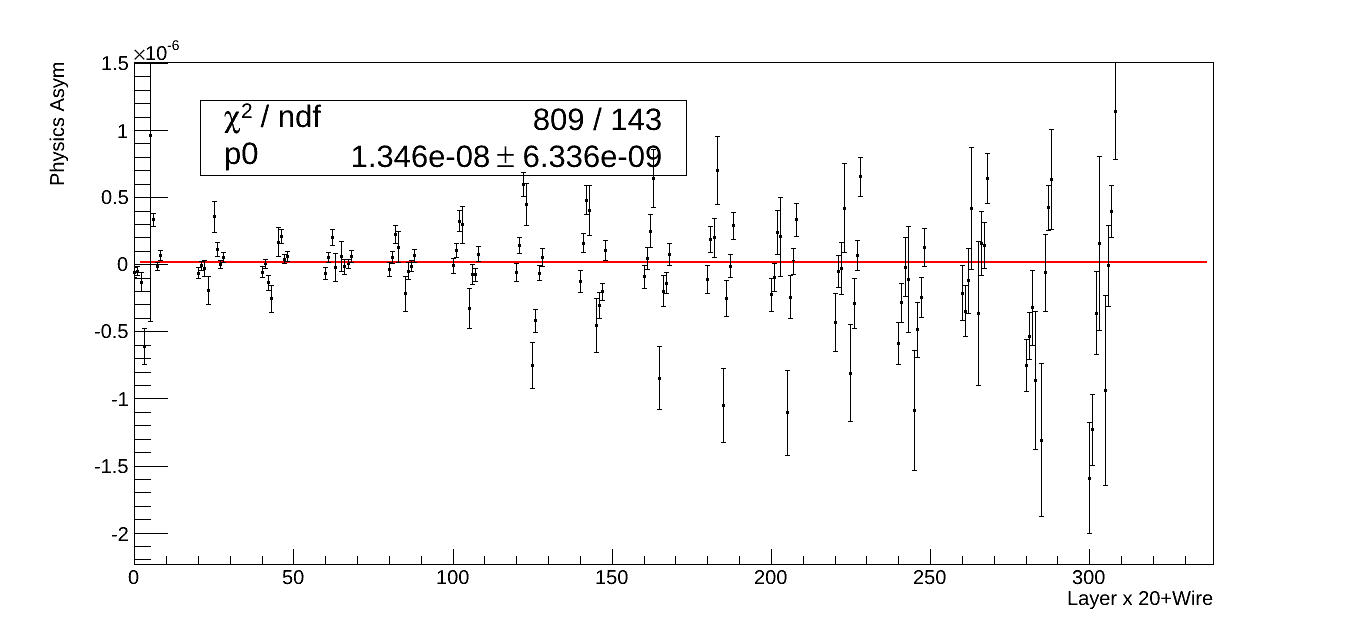 ×10⁻⁶
Physics Asym
1.5
1
0.5
0
-0.5
-1
-1.5
-2
χ² / ndf 809 / 143
p0 1.346e-08 ± 6.336e-09
0 50 100 150 200 250 300
Layer x 20+Wire